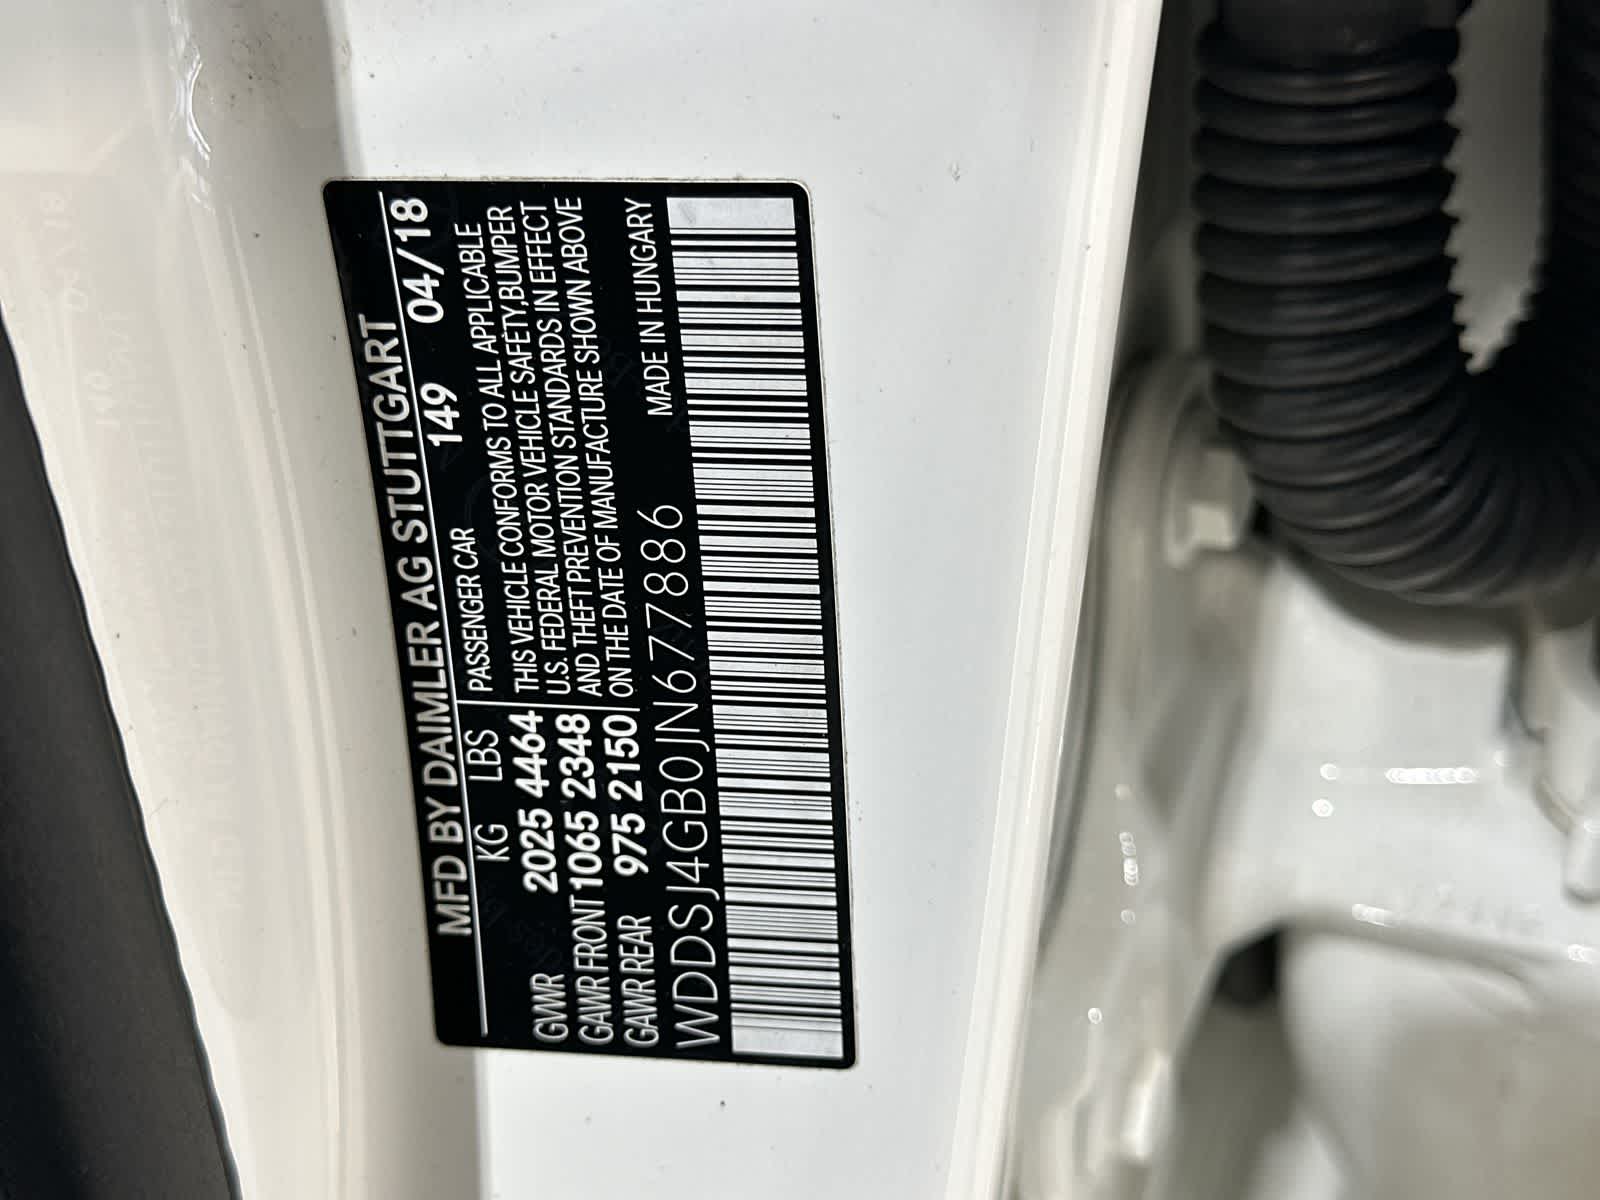 MFD BY DAIMLER AG STUTTGART
149 04/18
KG LBS PASSENGER CAR
GVWR 2025 4464 THIS VEHICLE CONFORMS TO ALL APPLICABLE
GAWR FRONT 1065 2348 U.S. FEDERAL MOTOR VEHICLE SAFETY,BUMPER
GAWR REAR 975 2150 AND THEFT PREVENTION STANDARDS IN EFFECT
ON THE DATE OF MANUFACTURE SHOWN ABOVE
WDDSJ4GB0JN677886 MADE IN HUNGARY